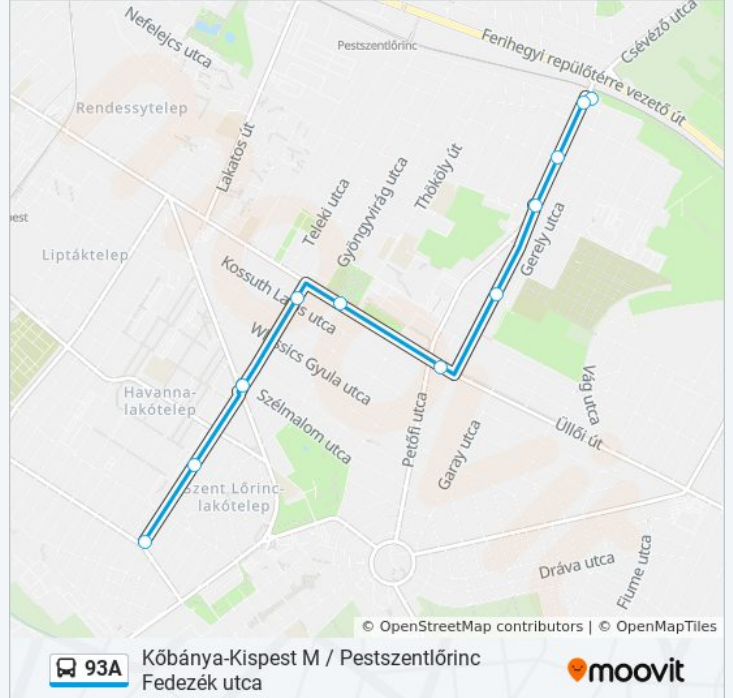 Nefelejcs utca
Pestszentlőrinc
Ferihegyi repülőtérre vezető út
Csévéző utca
Rendessytelep
Lakatos út
Teleki utca
Gyöngyvirág utca
Thököly út
est
Liptáktelep
Gerely utca
Kossuth Lajos utca
Wlassics Gyula utca
Havanna-
lakótelep
Szélmalom utca
Petőfi utca
Garay utca
Vág utca
Üllői út
Szent Lőrinc-
lakótelep
Dráva utca
Fiume utca
moovit
© OpenStreetMap contributors | © OpenMapTiles
93A
Kőbánya-Kispest M / Pestszentlőrinc
Fedezék utca
moovit